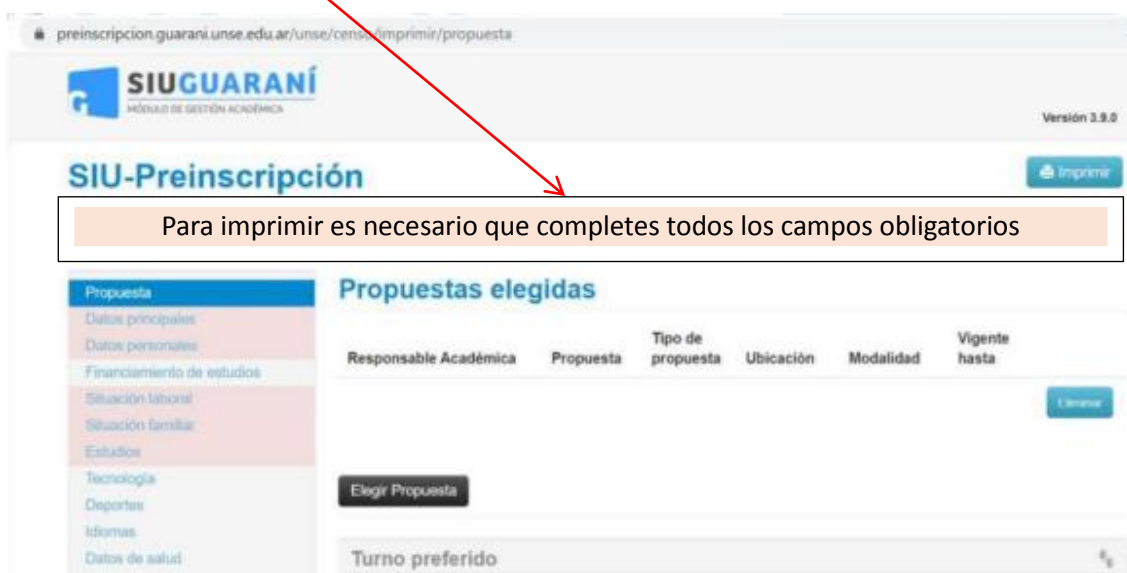 preinscripcion.guarani.unse.edu.ar/unse/censo/imprimir/propuesta
SIUGUARANÍ
MÓDULO DE GESTIÓN ACADÉMICA
Versión 3.9.0
SIU-Preinscripción
Imprimir
Para imprimir es necesario que completes todos los campos obligatorios
Propuesta
Datos principales
Datos personales
Financiamiento de estudios
Situación laboral
Situación familiar
Estudios
Tecnología
Deportes
Idiomas
Datos de salud
Propuestas elegidas
Responsable Académica Propuesta Tipo de propuesta Ubicación Modalidad Vigente hasta
Eliminar
Elegir Propuesta
Turno preferido